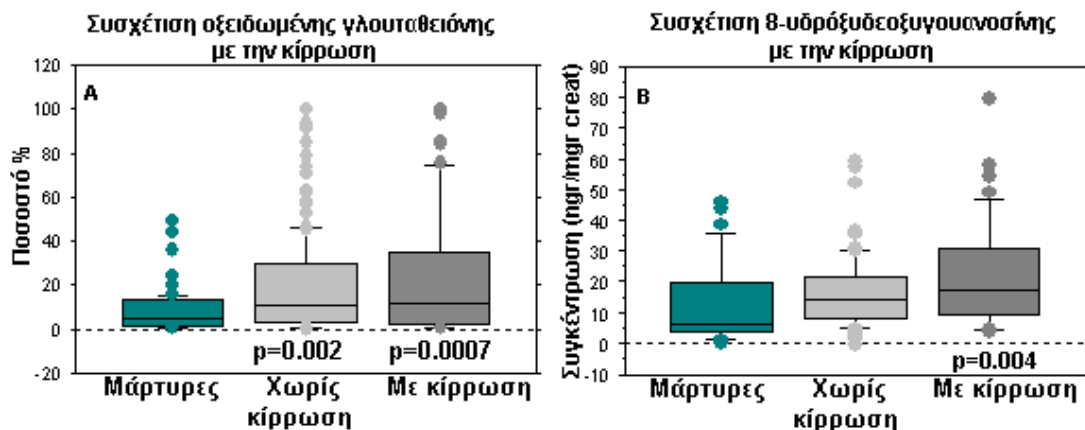 Συσχέτιση οξειδωμένης γλουταθειόνης
με την κίρρωση
A
Ποσοστό %
120
100
80
60
40
20
0
-20
p=0.002
p=0.0007
Μάρτυρες
Χωρίς
κίρρωση
Με κίρρωση
Συσχέτιση 8-υδρόξυδεοξυγουανοσίνης
με την κίρρωση
B
Συγκέντρωση (ngr/mgr creat)
90
80
70
60
50
40
30
20
10
0
-10
p=0.004
Μάρτυρες
Χωρίς
κίρρωση
Με κίρρωση